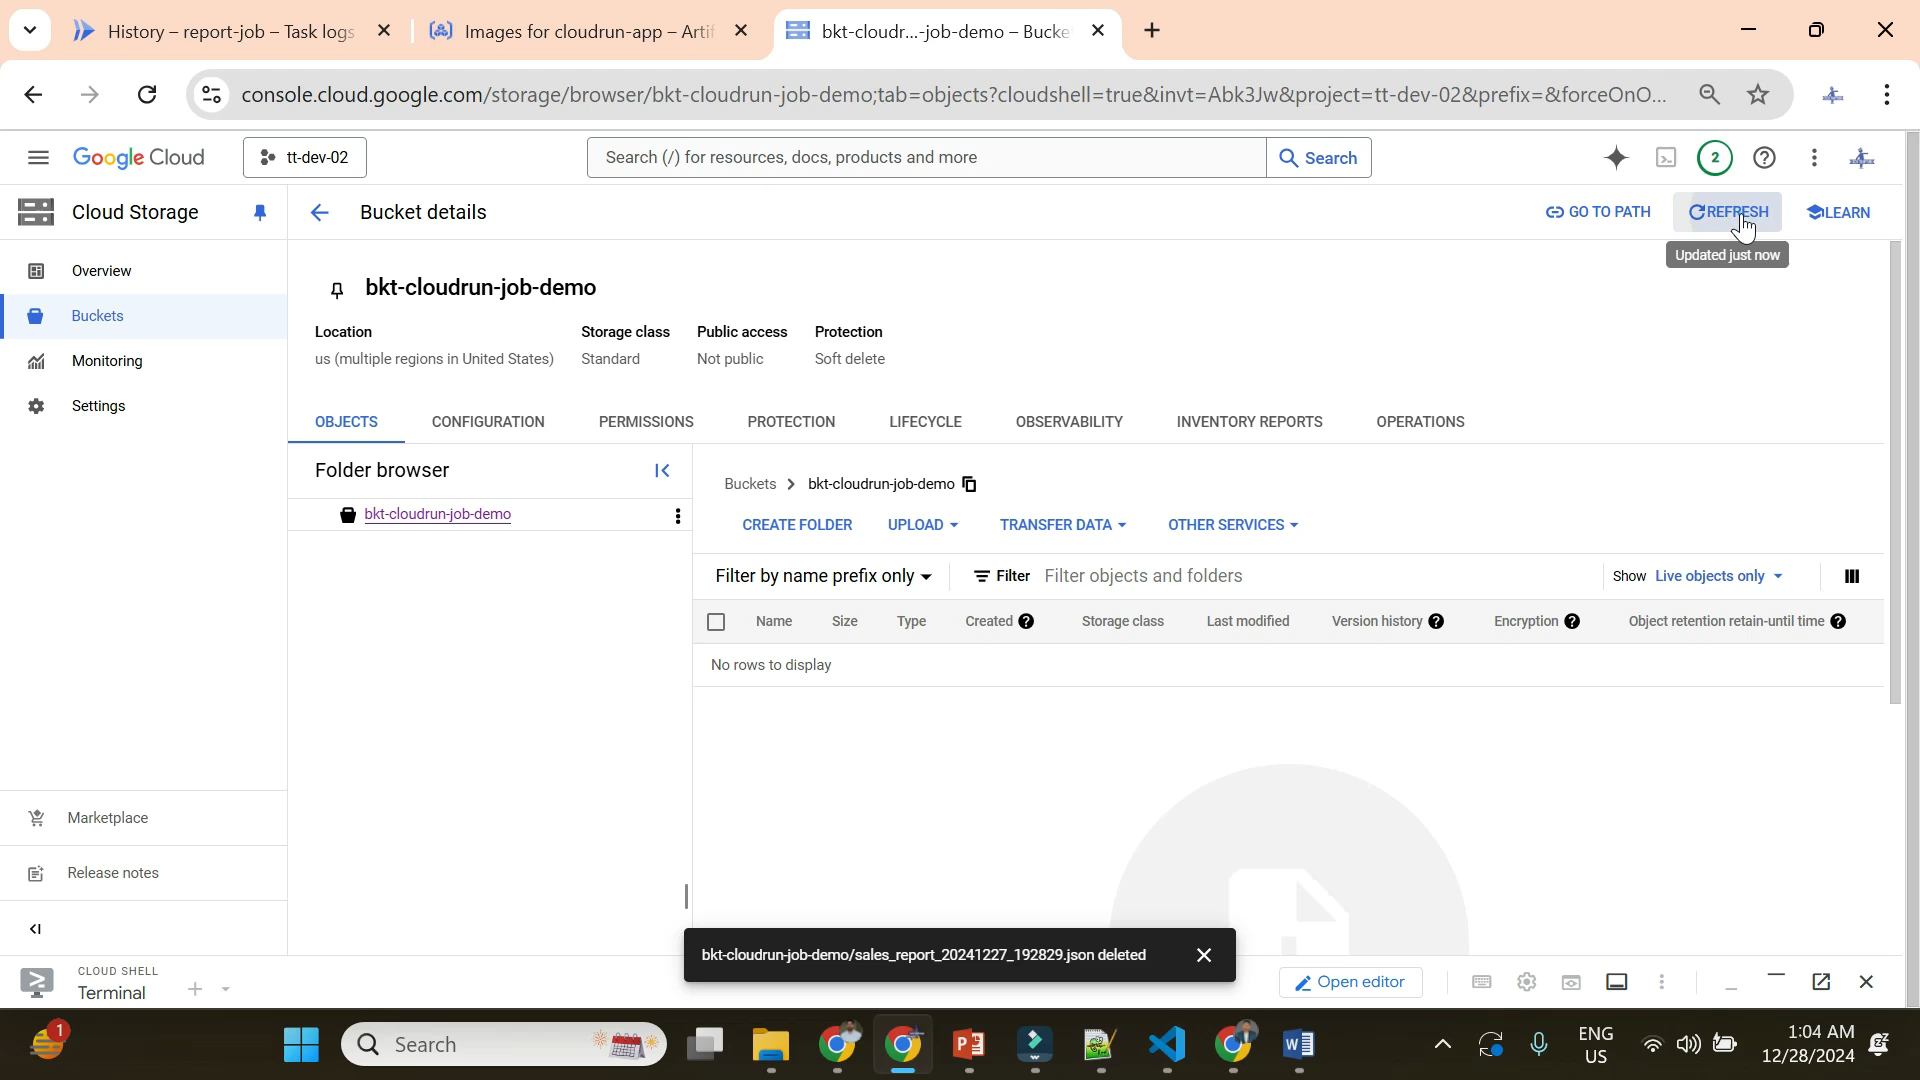 History – report-job – Task logs
Images for cloudrun-app – Artif
bkt-cloudr...-job-demo – Bucke
console.cloud.google.com/storage/browser/bkt-cloudrun-job-demo;tab=objects?cloudshell=true&invt=Abk3Jw&project=tt-dev-02&prefix=&forceOnO...
Google Cloud
tt-dev-02
Search (/) for resources, docs, products and more
Search
2
Cloud Storage
Bucket details
GO TO PATH
REFRESH
LEARN
Updated just now
Overview
Buckets
Monitoring
Settings
Marketplace
Release notes
bkt-cloudrun-job-demo
Location Storage class Public access Protection
us (multiple regions in United States) Standard Not public Soft delete
OBJECTS CONFIGURATION PERMISSIONS PROTECTION LIFECYCLE OBSERVABILITY INVENTORY REPORTS OPERATIONS
Folder browser
bkt-cloudrun-job-demo
Buckets > bkt-cloudrun-job-demo
CREATE FOLDER UPLOAD TRANSFER DATA OTHER SERVICES
Filter by name prefix only Filter Filter objects and folders Show Live objects only
Name Size Type Created Storage class Last modified Version history Encryption Object retention retain-until time
No rows to display
bkt-cloudrun-job-demo/sales_report_20241227_192829.json deleted
CLOUD SHELL
Terminal
Open editor
1
Search
ENG
US
1:04 AM
12/28/2024